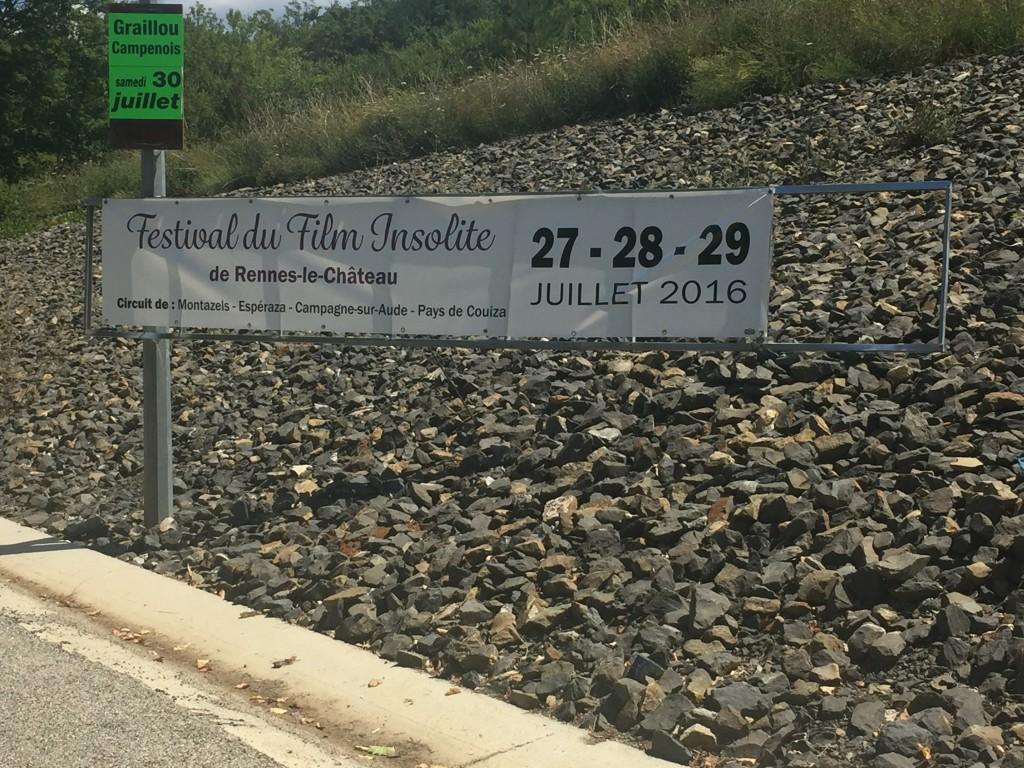 Graillou
Campenois
samedi 30
juillet
Festival du Film Insolite
de Rennes-le-Château
Circuit de : Montazels - Espéraza - Campagne-sur-Aude - Pays de Couiza
27 - 28 - 29
JUILLET 2016